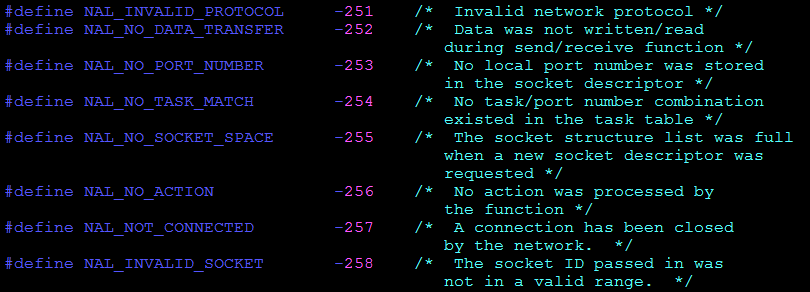 #define NAL_INVALID_PROTOCOL -251 /* Invalid network protocol */
#define NAL_NO_DATA_TRANSFER -252 /* Data was not written/read
during send/receive function */
#define NAL_NO_PORT_NUMBER -253 /* No local port number was stored
in the socket descriptor */
#define NAL_NO_TASK_MATCH -254 /* No task/port number combination
existed in the task table */
#define NAL_NO_SOCKET_SPACE -255 /* The socket structure list was full
when a new socket descriptor was
requested */
#define NAL_NO_ACTION -256 /* No action was processed by
the function */
#define NAL_NOT_CONNECTED -257 /* A connection has been closed
by the network. */
#define NAL_INVALID_SOCKET -258 /* The socket ID passed in was
not in a valid range. */